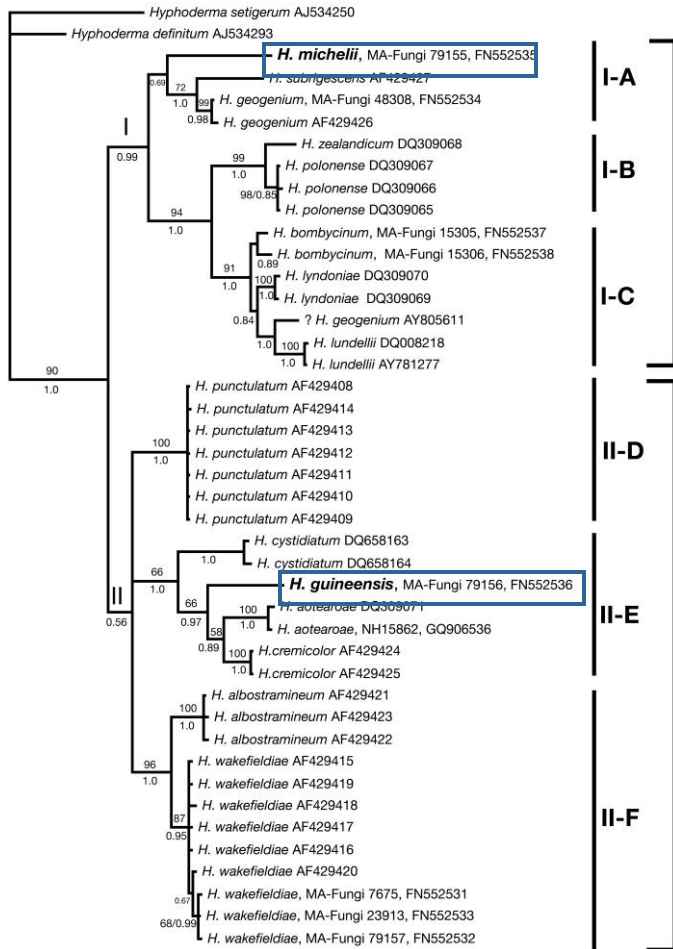 Hyphoderma setigerum AJ534250
Hyphoderma definitum AJ534293
H. michelii, MA-Fungi 79155, FN552535
0.69
H. subrigescens AF429427
72
1.0
99
H. geogenium, MA-Fungi 48308, FN552534
0.98
H. geogenium AF429426
I-A
I
0.99
H. zealandicum DQ309068
99
1.0
H. polonense DQ309067
98/0.85
H. polonense DQ309066
H. polonense DQ309065
I-B
94
1.0
H. bombycinum, MA-Fungi 15305, FN552537
H. bombycinum, MA-Fungi 15306, FN552538
0.89
91
1.0
100
1.0
H. lyndoniae DQ309070
H. lyndoniae DQ309069
I-C
0.84
? H. geogenium AY805611
1.0
100
1.0
H. lundellii DQ008218
H. lundellii AY781277
90
1.0
H. punctulatum AF429408
H. punctulatum AF429414
H. punctulatum AF429413
100
1.0
H. punctulatum AF429412
H. punctulatum AF429411
H. punctulatum AF429410
H. punctulatum AF429409
II-D
H. cystidiatum DQ658163
1.0
H. cystidiatum DQ658164
66
1.0
H. guineensis, MA-Fungi 79156, FN552536
II
0.56
66
0.97
H. aotearoae DQ309071
100
1.0
H. aotearoae, NH15862, GQ906536
58
0.89
H.cremicolor AF429424
100
1.0
H.cremicolor AF429425
II-E
H. albostramineum AF429421
100
1.0
H. albostramineum AF429423
H. albostramineum AF429422
96
1.0
H. wakefieldiae AF429415
H. wakefieldiae AF429419
H. wakefieldiae AF429418
87
0.95
H. wakefieldiae AF429417
H. wakefieldiae AF429416
II-F
H. wakefieldiae AF429420
0.67
H. wakefieldiae, MA-Fungi 7675, FN552531
H. wakefieldiae, MA-Fungi 23913, FN552533
68/0.99
H. wakefieldiae, MA-Fungi 79157, FN552532